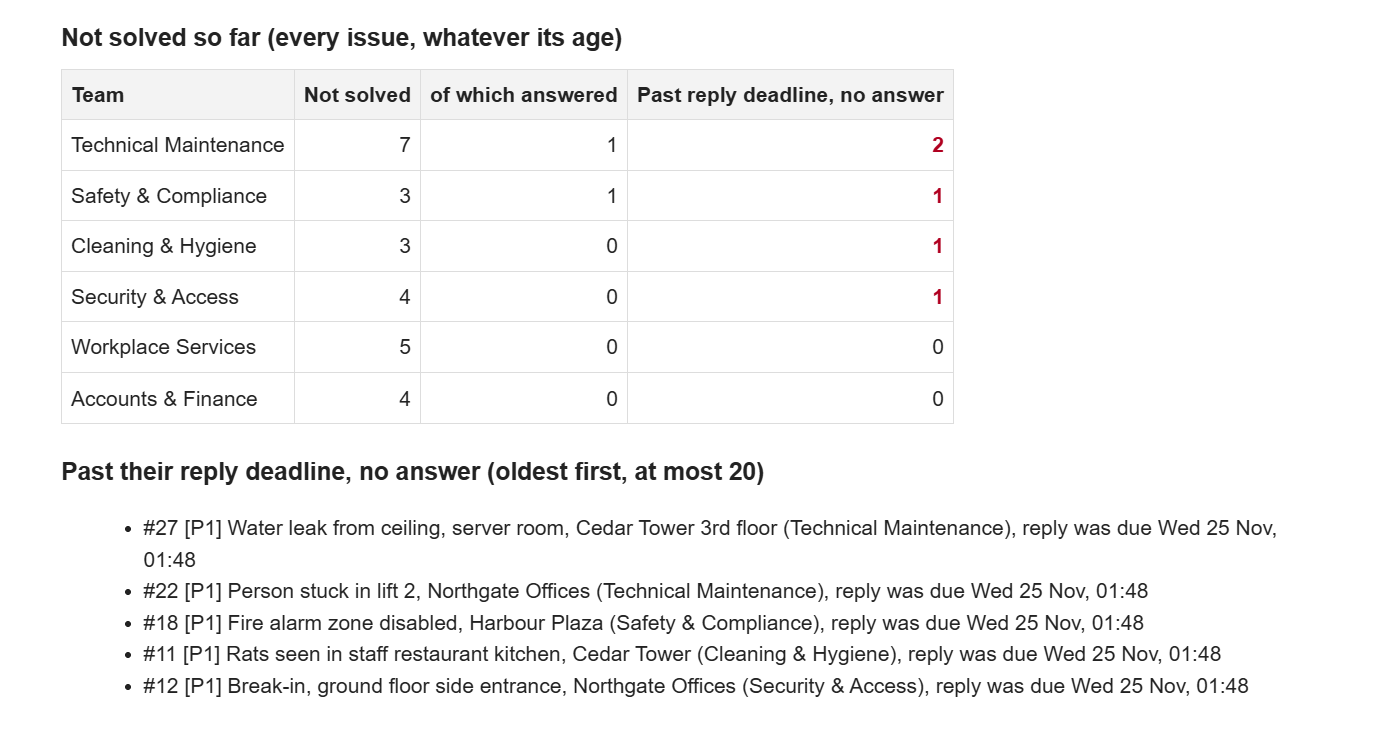 Not solved so far (every issue, whatever its age)
Team Not solved of which answered Past reply deadline, no answer
Technical Maintenance 7 1 2
Safety & Compliance 3 1 1
Cleaning & Hygiene 3 0 1
Security & Access 4 0 1
Workplace Services 5 0 0
Accounts & Finance 4 0 0
Past their reply deadline, no answer (oldest first, at most 20)
• #27 [P1] Water leak from ceiling, server room, Cedar Tower 3rd floor (Technical Maintenance), reply was due Wed 25 Nov,
01:48
• #22 [P1] Person stuck in lift 2, Northgate Offices (Technical Maintenance), reply was due Wed 25 Nov, 01:48
• #18 [P1] Fire alarm zone disabled, Harbour Plaza (Safety & Compliance), reply was due Wed 25 Nov, 01:48
• #11 [P1] Rats seen in staff restaurant kitchen, Cedar Tower (Cleaning & Hygiene), reply was due Wed 25 Nov, 01:48
• #12 [P1] Break-in, ground floor side entrance, Northgate Offices (Security & Access), reply was due Wed 25 Nov, 01:48